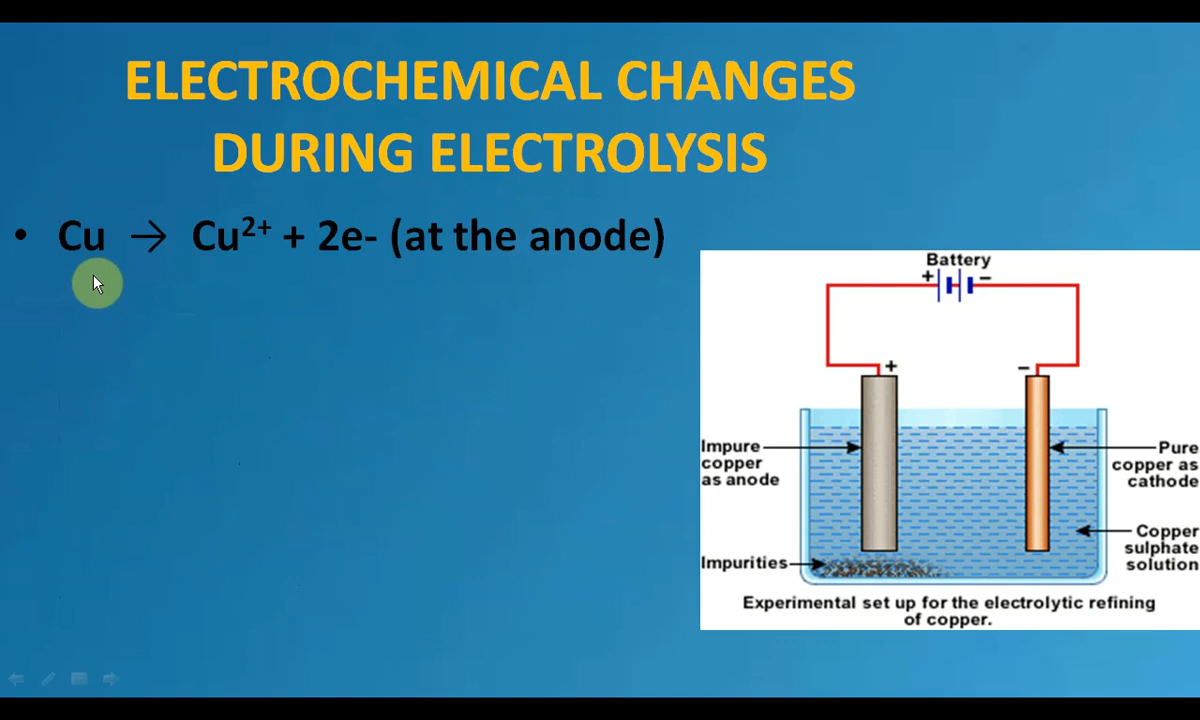 ELECTROCHEMICAL CHANGES
DURING ELECTROLYSIS
• Cu → Cu²⁺ + 2e- (at the anode)
Battery
+ −
+ −
Impure
copper
as anode
Pure
copper as
cathode
Copper
sulphate
solution
Impurities
Experimental set up for the electrolytic refining
of copper.